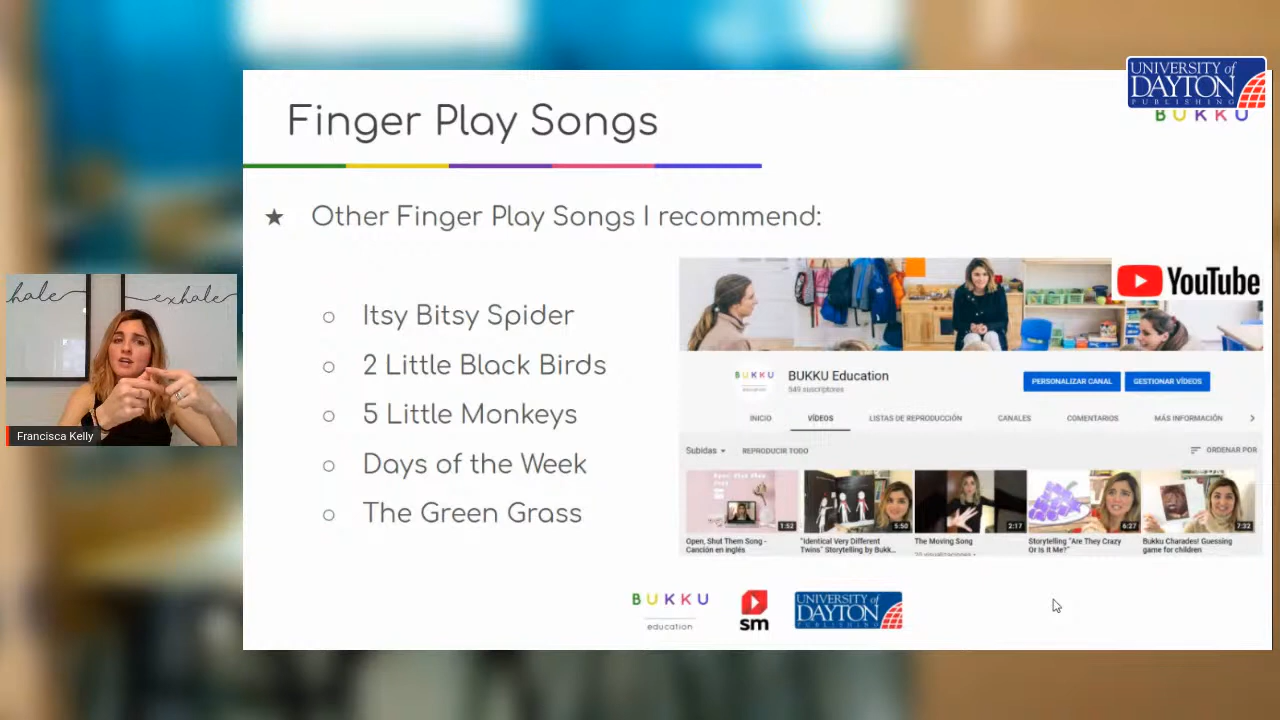 UNIVERSITY of
DAYTON
PUBLISHING
BUKKU
Finger Play Songs
★ Other Finger Play Songs I recommend:
○ Itsy Bitsy Spider
○ 2 Little Black Birds
○ 5 Little Monkeys
○ Days of the Week
○ The Green Grass
hale
exhale
Francisca Kelly
YouTube
BUKKU
education
BUKKU Education
549 suscriptores
PERSONALIZAR CANAL
GESTIONAR VÍDEOS
INICIO VÍDEOS LISTAS DE REPRODUCCIÓN CANALES COMENTARIOS MÁS INFORMACIÓN
Subidas REPRODUCIR TODO ORDENAR POR
1:52 5:50 2:17 6:27 7:32
Open, Shut Them Song -
Canción en inglés
"Identical Very Different
Twins" Storytelling by Bukk...
The Moving Song
Storytelling "Are They Crazy
Or Is It Me?"
Bukku Charades! Guessing
game for children
BUKKU
education
sm
UNIVERSITY of
DAYTON
PUBLISHING